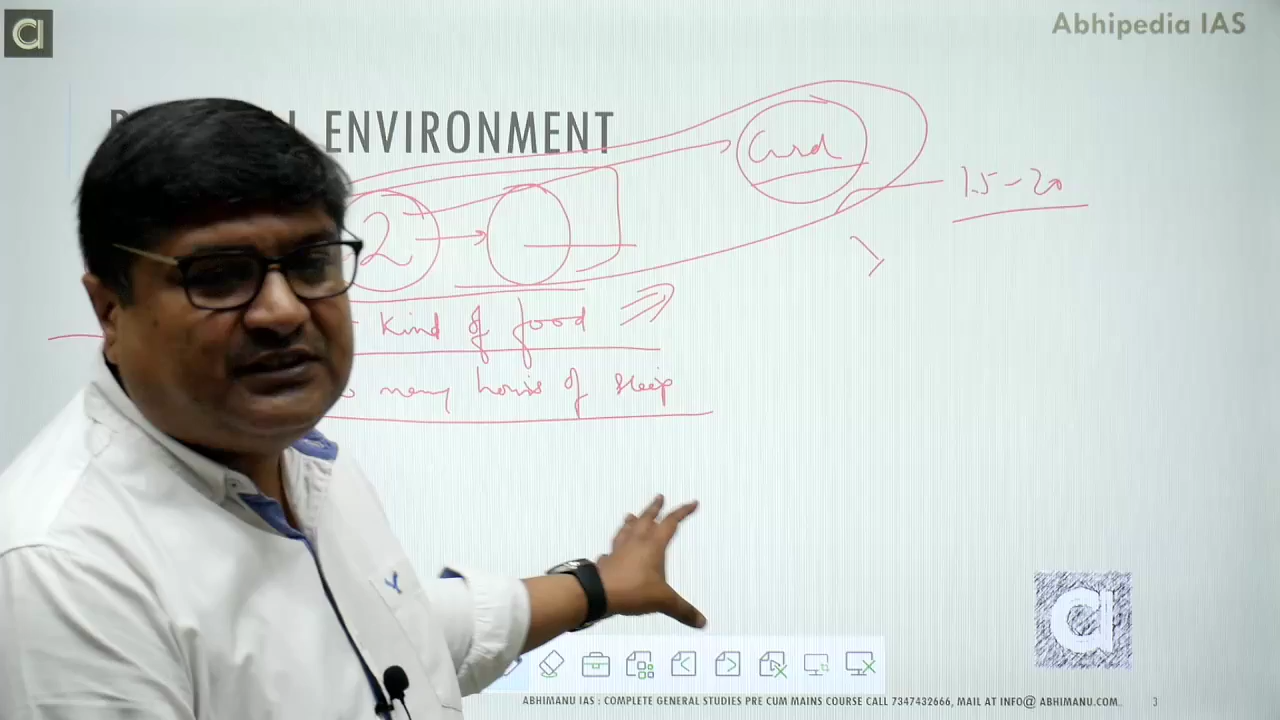 Abhipedia IAS
ENVIRONMENT
Curd
2
1.5-20
kind of food
many hours of sleep
ABHIMANU IAS : COMPLETE GENERAL STUDIES PRE CUM MAINS COURSE CALL 7347432666, MAIL AT INFO@ ABHIMANU.COM..
3